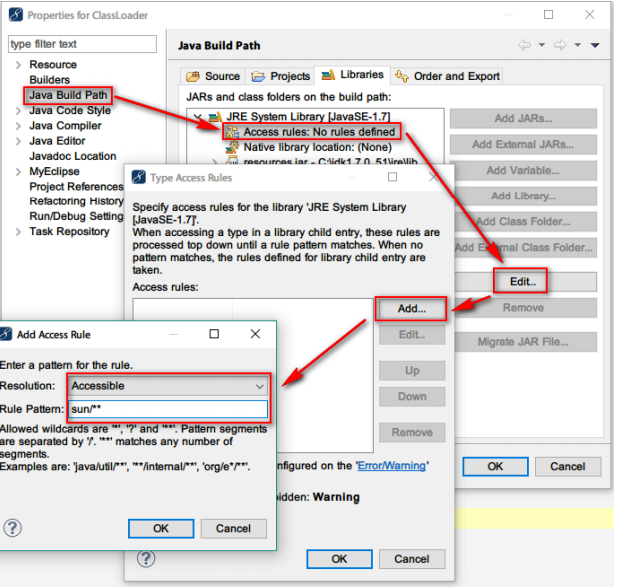 Properties for ClassLoader
type filter text
Resource
Builders
Java Build Path
Java Code Style
Java Compiler
Java Editor
Javadoc Location
MyEclipse
Project References
Refactoring History
Run/Debug Setting
Task Repository
Java Build Path
Source
Projects
Libraries
Order and Export
JARs and class folders on the build path:
JRE System Library [JavaSE-1.7]
Access rules: No rules defined
Native library location: (None)
resources.jar - C:\jdk1.7.0_51\jre\lib
Add JARs...
Add External JARs...
Add Variable...
Add Library...
Add Class Folder...
Add External Class Folder...
Edit...
Remove
Migrate JAR File...
OK
Cancel
Type Access Rules
Specify access rules for the library 'JRE System Library
[JavaSE-1.7]'.
When accessing a type in a library child entry, these rules are
processed top down until a rule pattern matches. When no
pattern matches, the rules defined for library child entry are
taken.
Access rules:
Add...
Edit...
Up
Down
Remove
nfigured on the 'Error/Warning'
idden: Warning
OK
Cancel
Add Access Rule
Enter a pattern for the rule.
Resolution: Accessible
Rule Pattern: sun/**
Allowed wildcards are '*', '?' and '**'. Pattern segments
are separated by '/'. '**' matches any number of
segments.
Examples are: 'java/util/**', '**/internal/**', 'org/e*/**'.
OK
Cancel